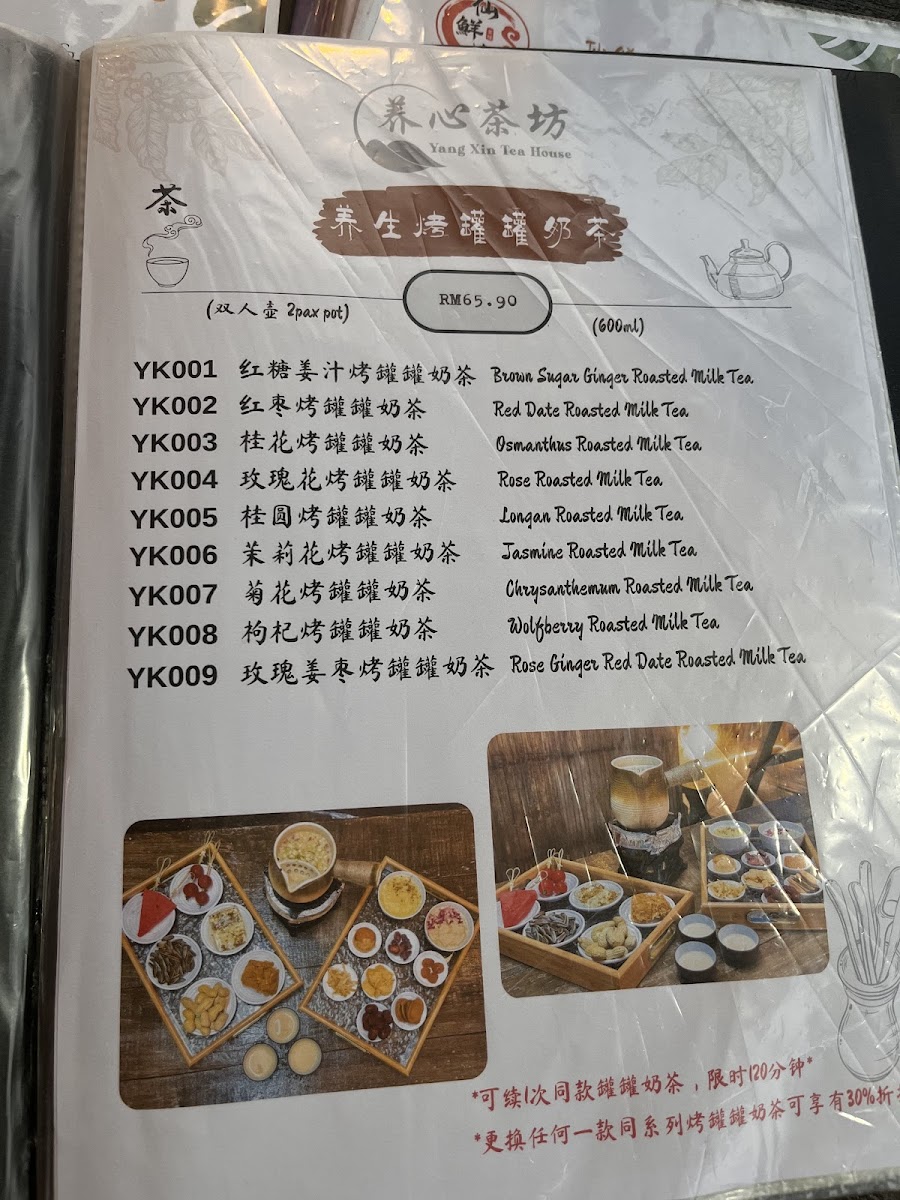 仙
鮮
养心茶坊
Yang Xin Tea House
茶
养生烤罐罐奶茶
RM65.90
(双人壶 2pax pot)
(600ml)
YK001 红糖姜汁烤罐罐奶茶 Brown Sugar Ginger Roasted Milk Tea
YK002 红枣烤罐罐奶茶 Red Date Roasted Milk Tea
YK003 桂花烤罐罐奶茶 Osmanthus Roasted Milk Tea
YK004 玫瑰花烤罐罐奶茶 Rose Roasted Milk Tea
YK005 桂圆烤罐罐奶茶 Longan Roasted Milk Tea
YK006 茉莉花烤罐罐奶茶 Jasmine Roasted Milk Tea
YK007 菊花烤罐罐奶茶 Chrysanthemum Roasted Milk Tea
YK008 枸杞烤罐罐奶茶 Wolfberry Roasted Milk Tea
YK009 玫瑰姜枣烤罐罐奶茶 Rose Ginger Red Date Roasted Milk Tea
*可续1次同款罐罐奶茶，限时120分钟*
*更换任何一款同系列烤罐罐奶茶可享有30%折